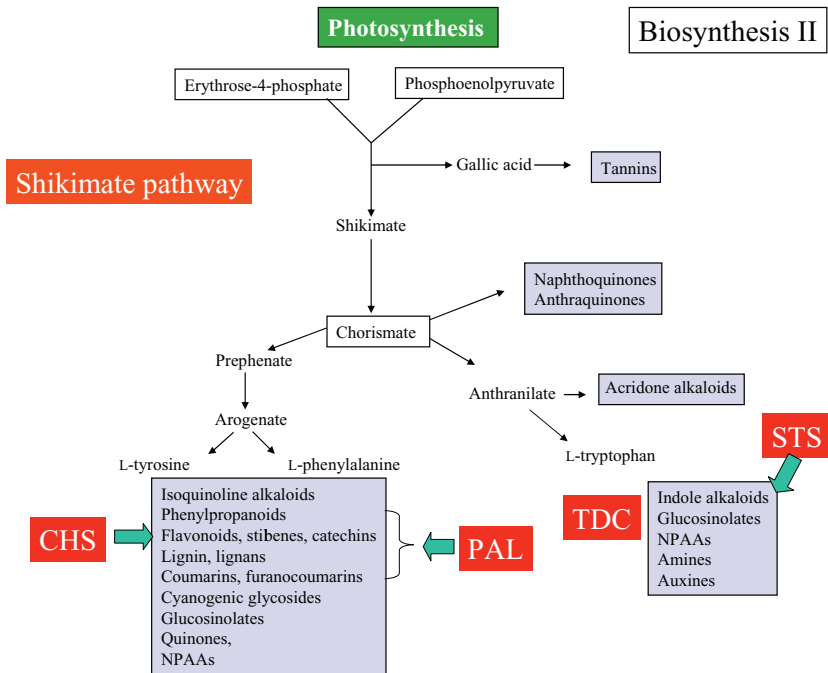 Photosynthesis
Biosynthesis II
Erythrose-4-phosphate
Phosphoenolpyruvate
Shikimate pathway
Gallic acid
Tannins
Shikimate
Naphthoquinones
Anthraquinones
Chorismate
Prephenate
Anthranilate
Acridone alkaloids
Arogenate
STS
L-tyrosine
L-phenylalanine
L-tryptophan
CHS
Isoquinoline alkaloids
Phenylpropanoids
Flavonoids, stibenes, catechins
Lignin, lignans
Coumarins, furanocoumarins
Cyanogenic glycosides
Glucosinolates
Quinones,
NPAAs
PAL
TDC
Indole alkaloids
Glucosinolates
NPAAs
Amines
Auxines